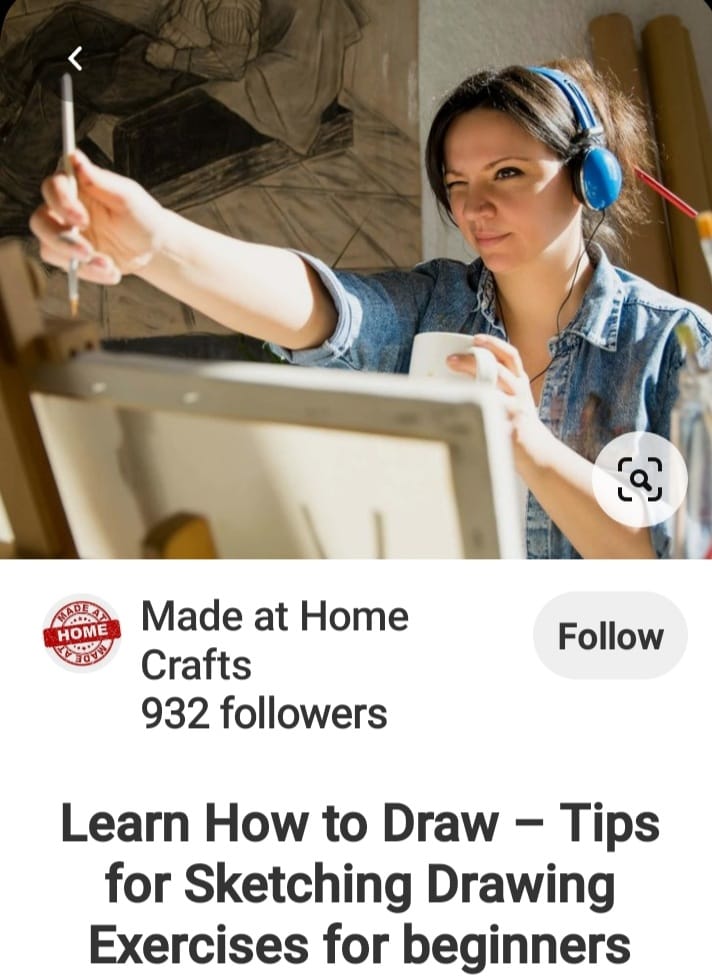 MADE AT
HOME
MADE AT
Made at Home
Crafts
932 followers
Follow
Learn How to Draw – Tips
for Sketching Drawing
Exercises for beginners